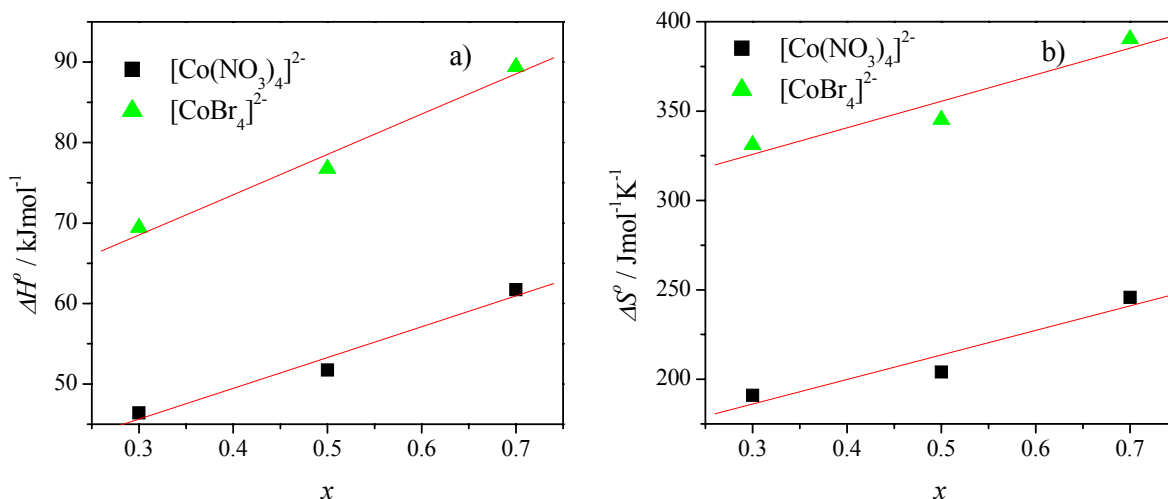 a)
[Co(NO₃)₄]²⁻
[CoBr₄]²⁻
90
80
70
60
50
ΔHᵒ / kJmol⁻¹
0.3 0.4 0.5 0.6 0.7
x
b)
[Co(NO₃)₄]²⁻
[CoBr₄]²⁻
400
350
300
250
200
ΔSᵒ / Jmol⁻¹K⁻¹
0.3 0.4 0.5 0.6 0.7
x